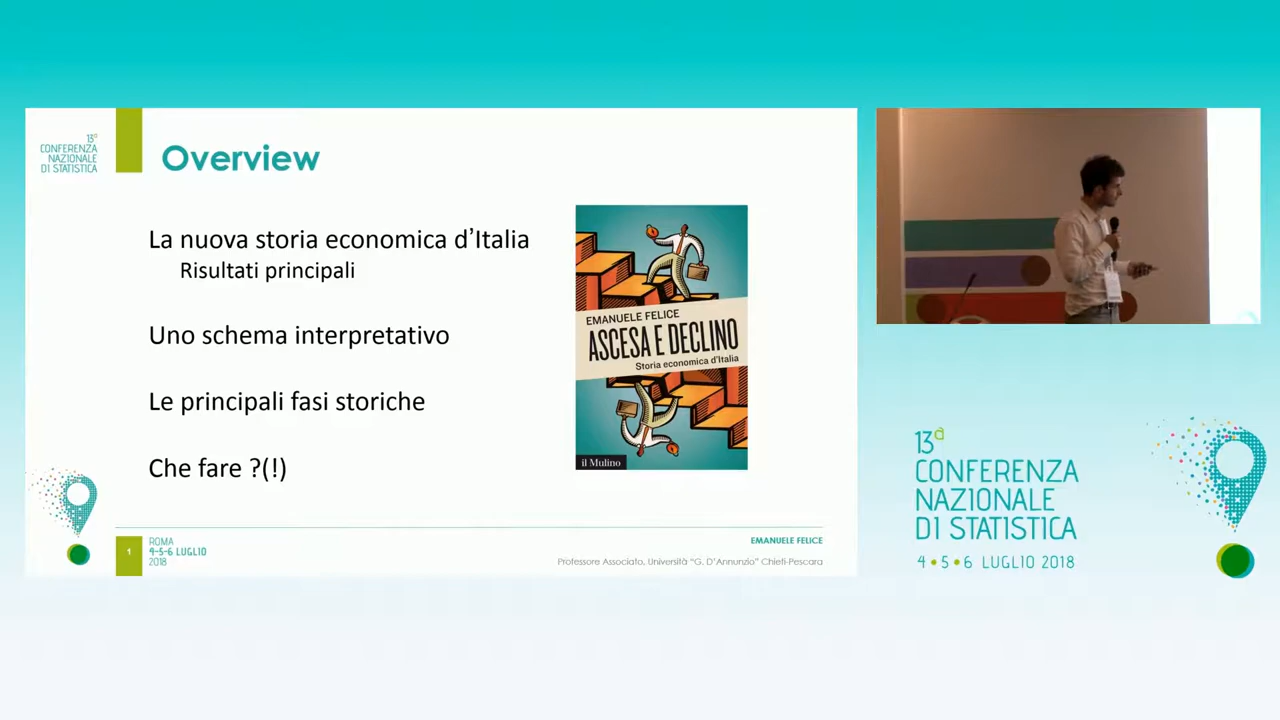 13ª
CONFERENZA
NAZIONALE
DI STATISTICA
Overview
La nuova storia economica d’Italia
Risultati principali
Uno schema interpretativo
Le principali fasi storiche
Che fare ?(!)
EMANUELE FELICE
ASCESA E DECLINO
Storia economica d'Italia
il Mulino
1
ROMA
4-5-6 LUGLIO
2018
EMANUELE FELICE
Professore Associato, Università “G. D’Annunzio” Chieti-Pescara
13ª
CONFERENZA
NAZIONALE
DI STATISTICA
4 • 5 • 6 LUGLIO 2018